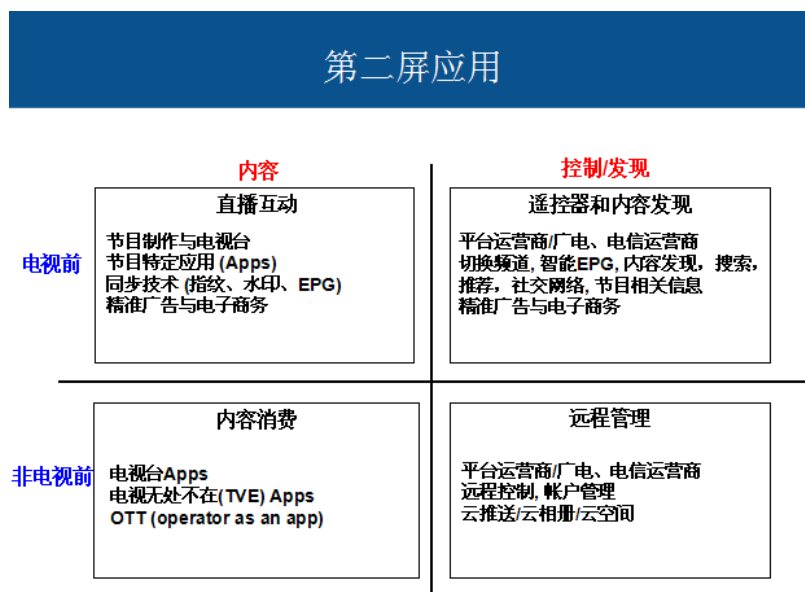 第二屏应用
内容
控制/发现
电视前
直播互动
节目制作与电视台
节目特定应用 (Apps)
同步技术 (指纹、水印、EPG)
精准广告与电子商务
遥控器和内容发现
平台运营商/广电、电信运营商
切换频道, 智能EPG, 内容发现，搜索，
推荐，社交网络, 节目相关信息
精准广告与电子商务
非电视前
内容消费
电视台Apps
电视无处不在(TVE) Apps
OTT (operator as an app)
远程管理
平台运营商/广电、电信运营商
远程控制, 帐户管理
云推送/云相册/云空间